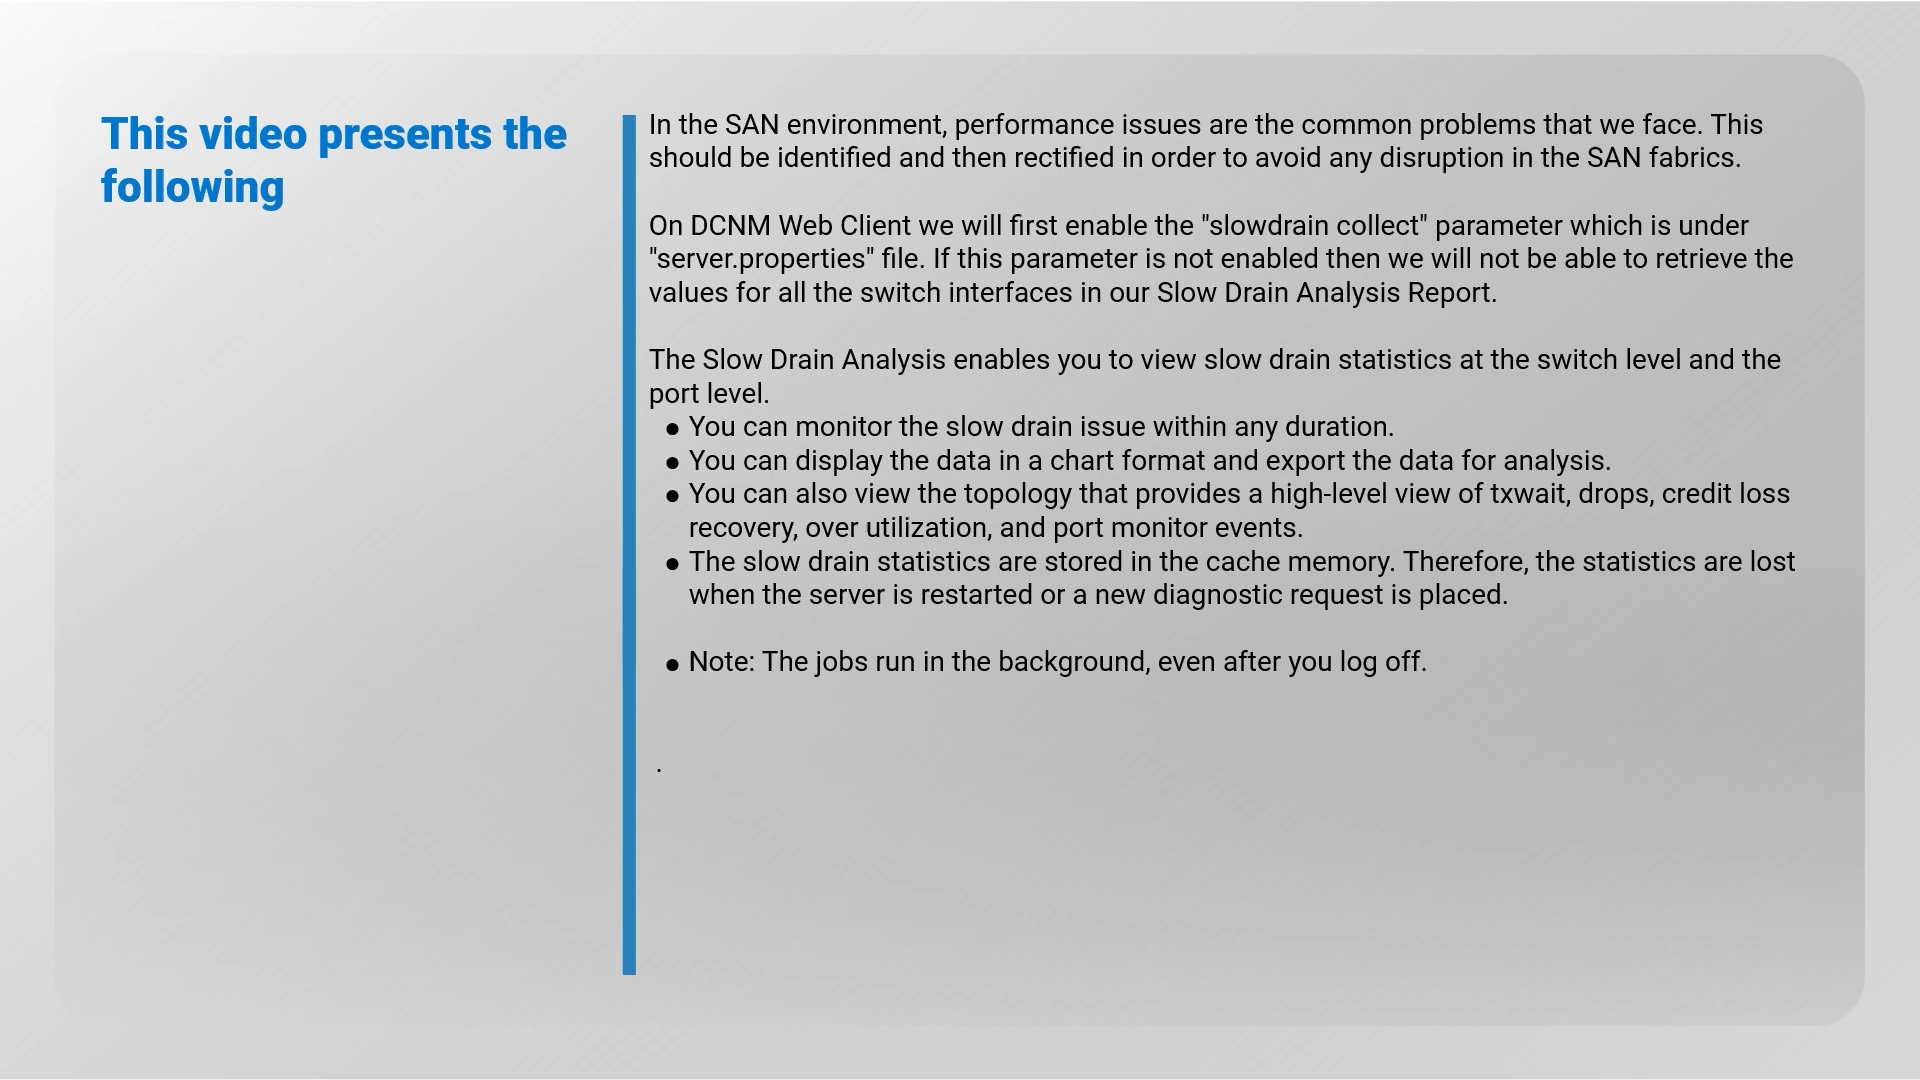 This video presents the
following
In the SAN environment, performance issues are the common problems that we face. This
should be identified and then rectified in order to avoid any disruption in the SAN fabrics.
On DCNM Web Client we will first enable the "slowdrain collect" parameter which is under
"server.properties" file. If this parameter is not enabled then we will not be able to retrieve the
values for all the switch interfaces in our Slow Drain Analysis Report.
The Slow Drain Analysis enables you to view slow drain statistics at the switch level and the
port level.
● You can monitor the slow drain issue within any duration.
● You can display the data in a chart format and export the data for analysis.
● You can also view the topology that provides a high-level view of txwait, drops, credit loss
recovery, over utilization, and port monitor events.
● The slow drain statistics are stored in the cache memory. Therefore, the statistics are lost
when the server is restarted or a new diagnostic request is placed.
● Note: The jobs run in the background, even after you log off.
.